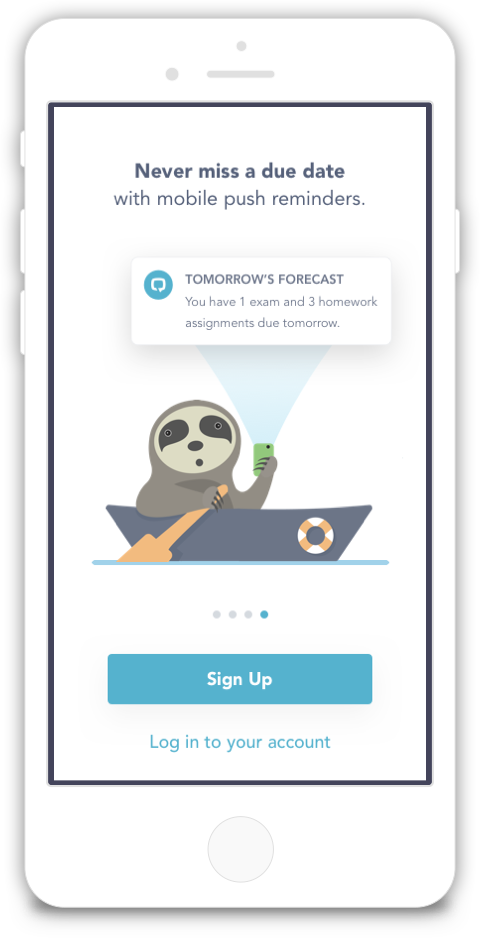 Never miss a due date
with mobile push reminders.
TOMORROW'S FORECAST
You have 1 exam and 3 homework
assignments due tomorrow.
Sign Up
Log in to your account